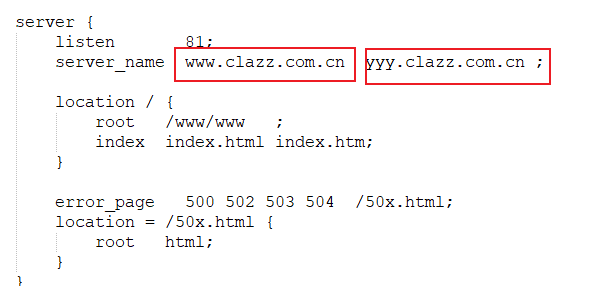 server {
listen 81;
server_name www.clazz.com.cn yyy.clazz.com.cn ;
location / {
root /www/www ;
index index.html index.htm;
}
error_page 500 502 503 504 /50x.html;
location = /50x.html {
root html;
}
}